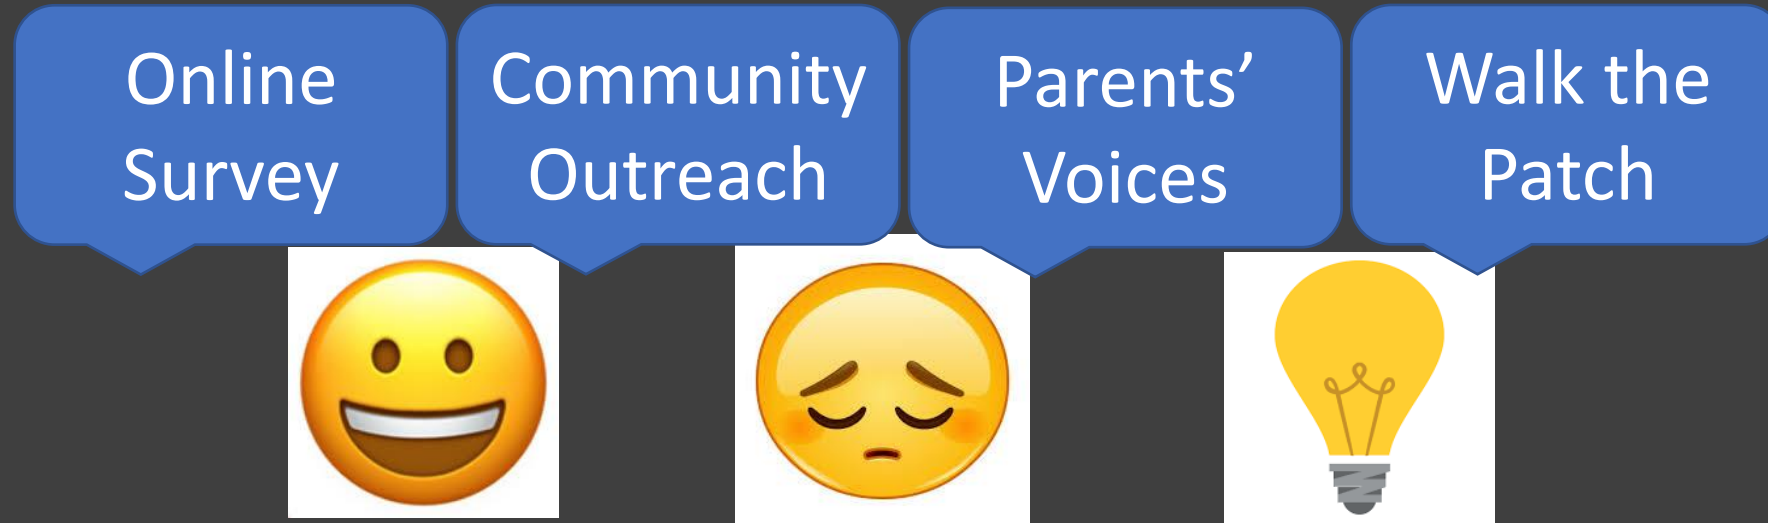 Online
Survey
Community
Outreach
Parents’
Voices
Walk the
Patch